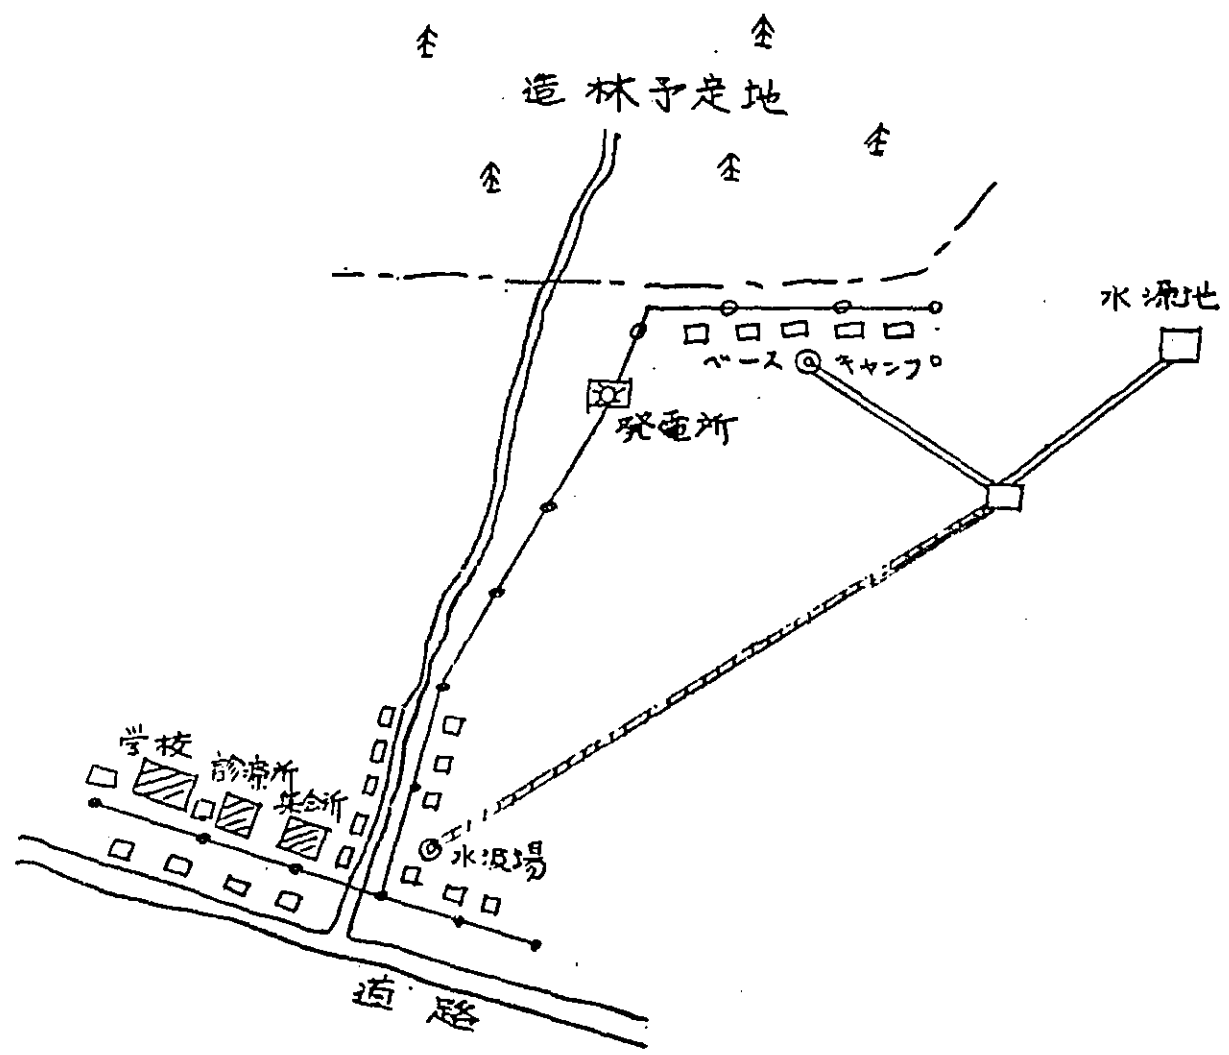 造林予定地
水源地
ベースキャンプ
発電所
学校
診療所
集会所
水汲場
道路